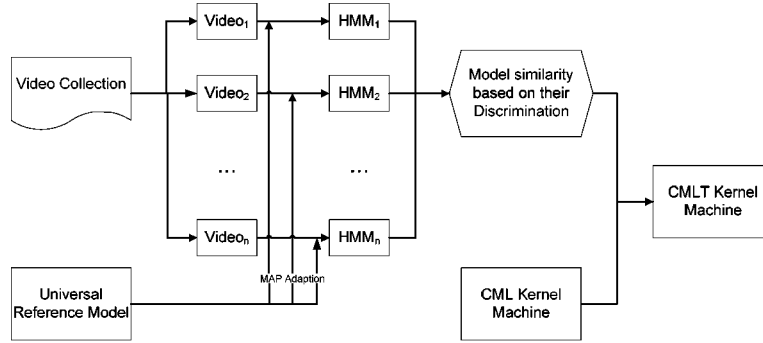 Video₁
HMM₁
Video Collection
Video₂
HMM₂
Model similarity
based on their
Discrimination
...
...
CMLT Kernel
Machine
Videoₙ
HMMₙ
MAP Adaption
Universal
Reference Model
CML Kernel
Machine